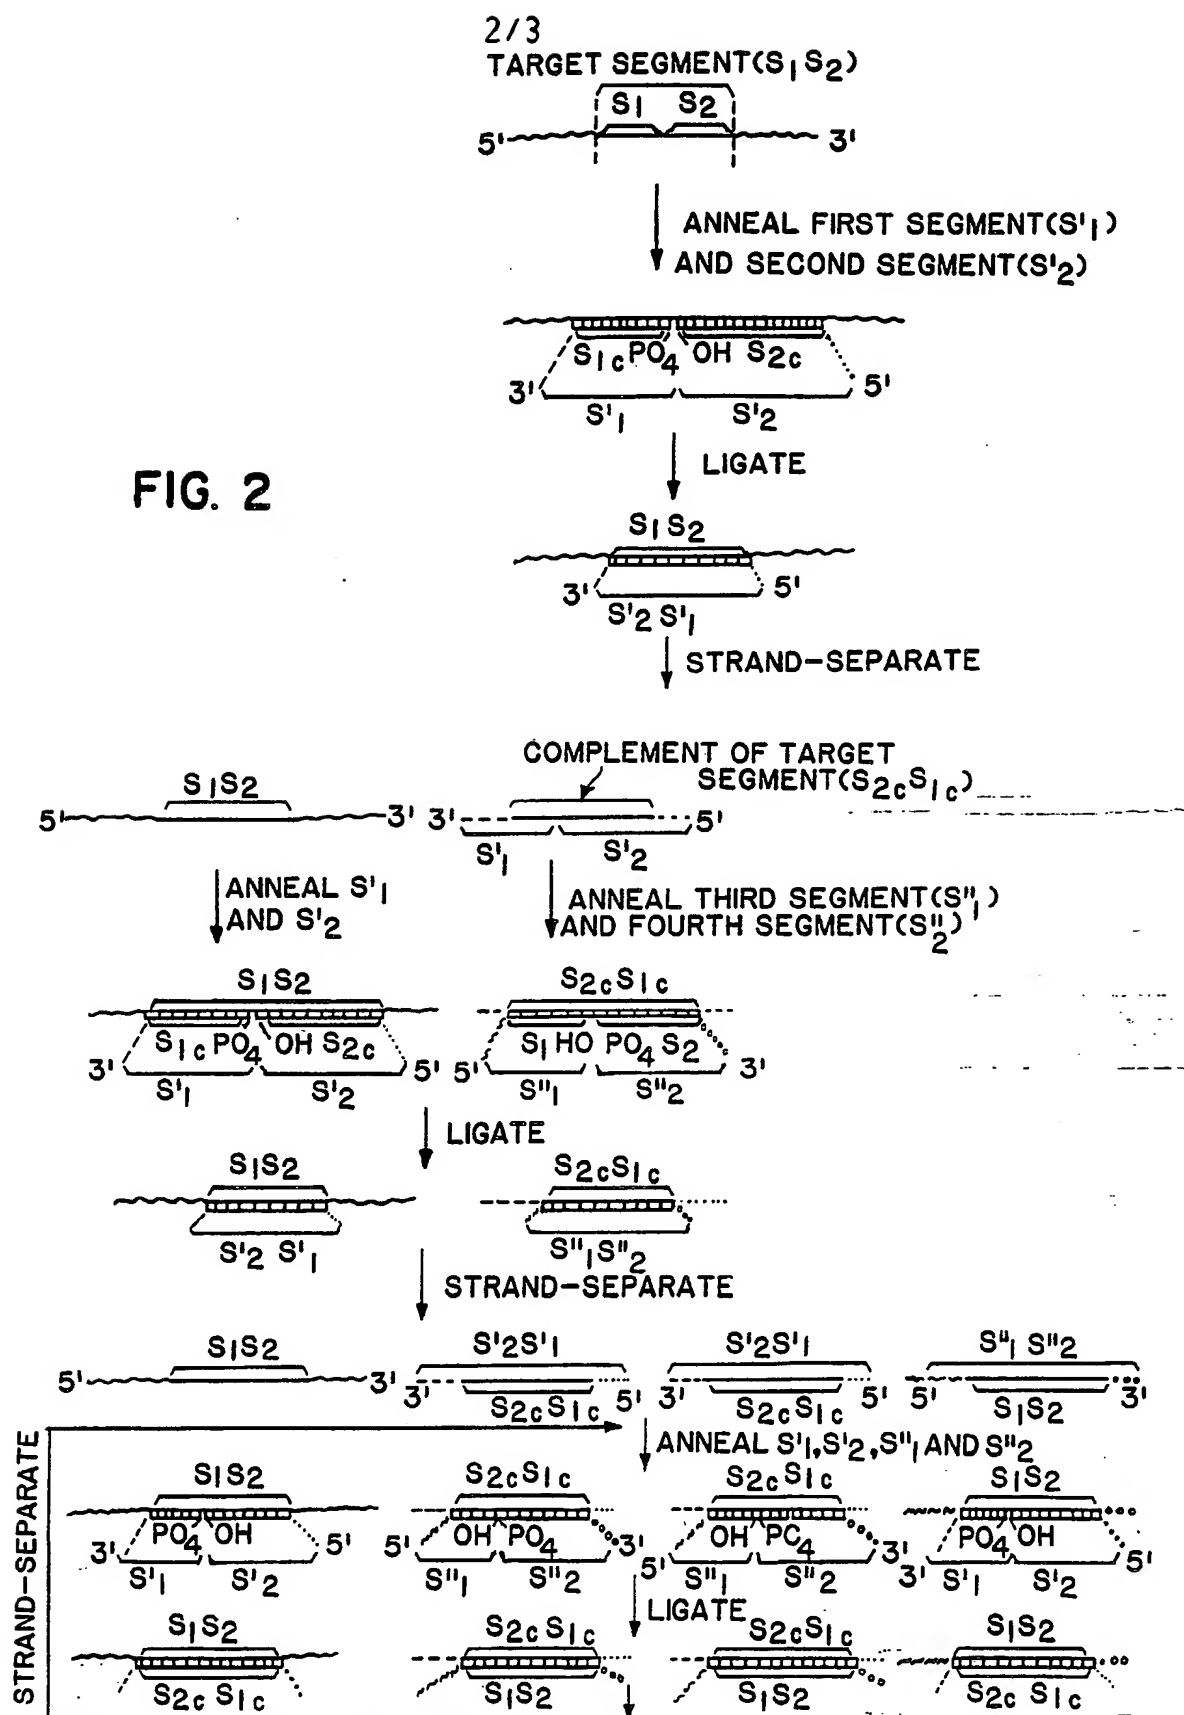 2/3
TARGET SEGMENT(S1S2)
S1 S2
5' 3'
ANNEAL FIRST SEGMENT(S'1)
AND SECOND SEGMENT(S'2)
S1c PO4 OH S2c
3' 5'
S'1 S'2
LIGATE
FIG. 2
S1S2
3' 5'
S'2 S'1
STRAND-SEPARATE
COMPLEMENT OF TARGET
SEGMENT(S2cS1c)
S1S2
5' 3' 3' 5'
S'1 S'2
ANNEAL S'1
AND S'2
ANNEAL THIRD SEGMENT(S"1)
AND FOURTH SEGMENT(S"2)
S1S2 S2cS1c
S1c PO4 OH S2c S1 HO PO4 S2
3' 5' 5' 3'
S'1 S'2 S"1 S"2
LIGATE
S1S2 S2cS1c
S'2 S'1 S"1S"2
STRAND-SEPARATE
S1S2 S'2S'1 S'2S'1 S"1 S"2
5' 3' 3' 5' 3' 5' 5' 3'
S2cS1c S2cS1c S1S2
ANNEAL S'1,S'2,S"1 AND S"2
STRAND-SEPARATE
S1S2 S2cS1c S2cS1c S1S2
PO4 OH OH PO4 OH PO4 PO4 OH
3' 5' 5' 3' 5' 3' 3' 5'
S'1 S'2 S"1 S"2 S"1 S"2 S'1 S'2
LIGATE
S1S2 S2cS1c S2cS1c S1S2
S2c S1c S1S2 S1S2 S2c S1c